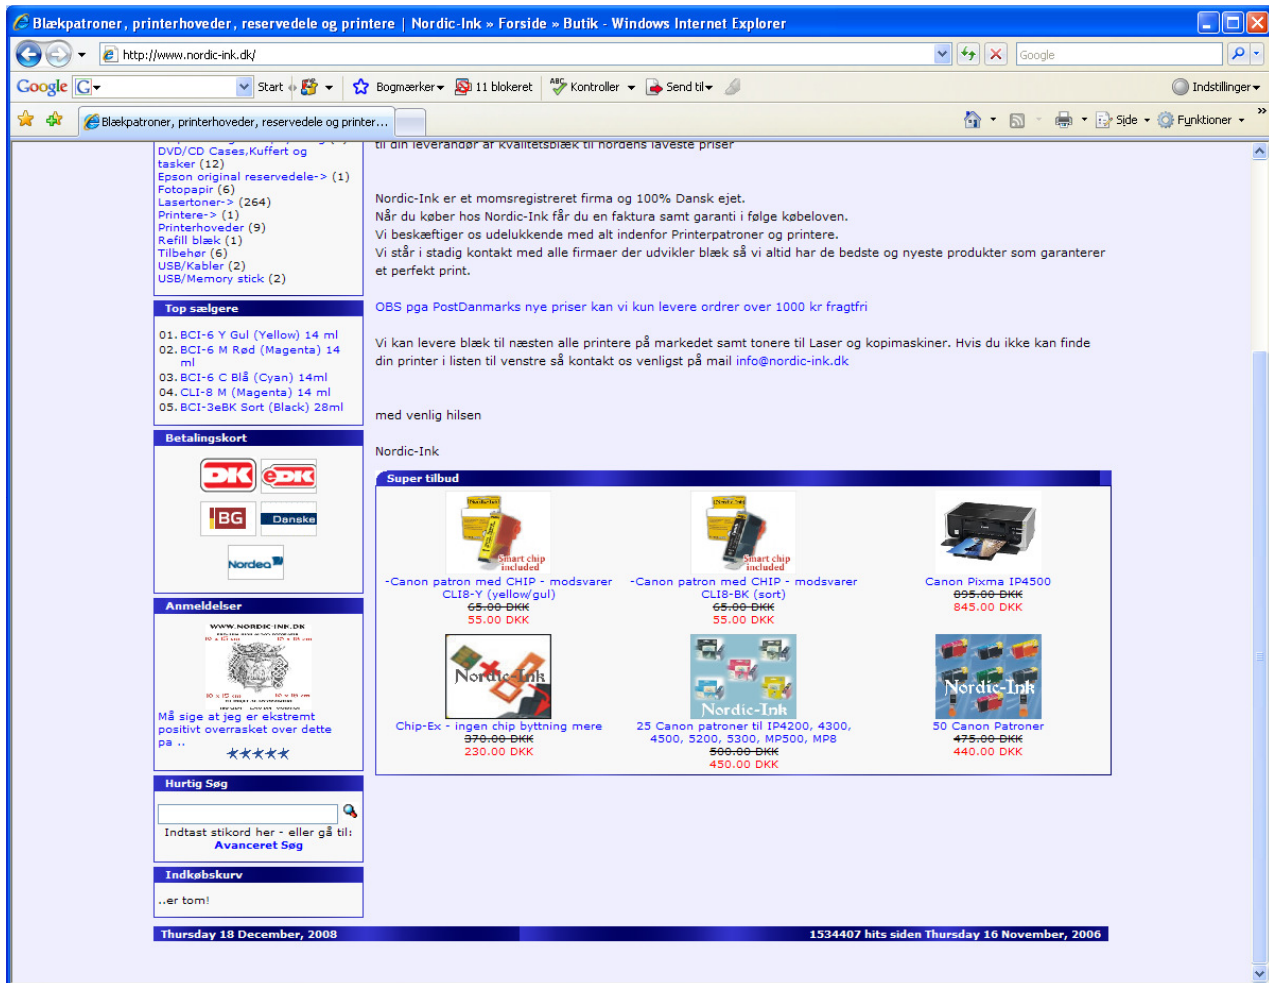 Blækpatroner, printerhoveder, reservedele og printere | Nordic-Ink » Forside » Butik - Windows Internet Explorer
http://www.nordic-ink.dk/
Google
Google
G
Start
Bogmærker
11 blokeret
Kontroller
Send til
Indstillinger
Blækpatroner, printerhoveder, reservedele og printer...
Side
Funktioner
DVD/CD Cases,Kuffert og
tasker (12)
Epson original reservedele-> (1)
Fotopapir (6)
Lasertoner-> (264)
Printere-> (1)
Printerhoveder (9)
Refill blæk (1)
Tilbehør (6)
USB/Kabler (2)
USB/Memory stick (2)
Top sælgere
01. BCI-6 Y Gul (Yellow) 14 ml
02. BCI-6 M Rød (Magenta) 14
ml
03. BCI-6 C Blå (Cyan) 14ml
04. CLI-8 M (Magenta) 14 ml
05. BCI-3eBK Sort (Black) 28ml
Betalingskort
DK
eDK
BG
Danske
Nordea
Anmeldelser
WWW.NORDIC-INK.DK
10 x 15 cm 10 x 15 cm
Må sige at jeg er ekstremt
positivt overrasket over dette
pa ..
Hurtig Søg
Indtast stikord her - eller gå til:
Avanceret Søg
Indkøbskurv
..er tom!
til din leverandør af kvalitetsblæk til nordens laveste priser
Nordic-Ink er et momsregistreret firma og 100% Dansk ejet.
Når du køber hos Nordic-Ink får du en faktura samt garanti i følge købeloven.
Vi beskæftiger os udelukkende med alt indenfor Printerpatroner og printere.
Vi står i stadig kontakt med alle firmaer der udvikler blæk så vi altid har de bedste og nyeste produkter som garanterer
et perfekt print.
OBS pga PostDanmarks nye priser kan vi kun levere ordrer over 1000 kr fragtfri
Vi kan levere blæk til næsten alle printere på markedet samt tonere til Laser og kopimaskiner. Hvis du ikke kan finde
din printer i listen til venstre så kontakt os venligst på mail info@nordic-ink.dk
med venlig hilsen
Nordic-Ink
Super tilbud
Smart chip
included
-Canon patron med CHIP - modsvarer
CLI8-Y (yellow/gul)
65.00 DKK
55.00 DKK
Smart chip
included
-Canon patron med CHIP - modsvarer
CLI8-BK (sort)
65.00 DKK
55.00 DKK
Canon Pixma IP4500
895.00 DKK
845.00 DKK
Nordic-Ink
Chip-Ex - ingen chip byttning mere
370.00 DKK
230.00 DKK
Nordic-Ink
25 Canon patroner til IP4200, 4300,
4500, 5200, 5300, MP500, MP8
500.00 DKK
450.00 DKK
Nordic-Ink
50 Canon Patroner
475.00 DKK
440.00 DKK
Thursday 18 December, 2008
1534407 hits siden Thursday 16 November, 2006